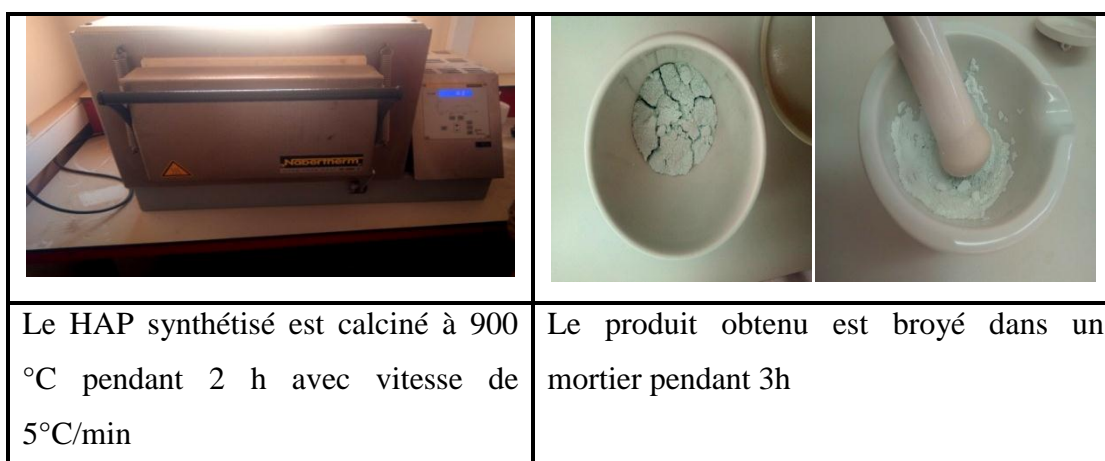 Nabertherm
Le HAP synthétisé est calciné à 900
°C pendant 2 h avec vitesse de
5°C/min
Le produit obtenu est broyé dans un
mortier pendant 3h